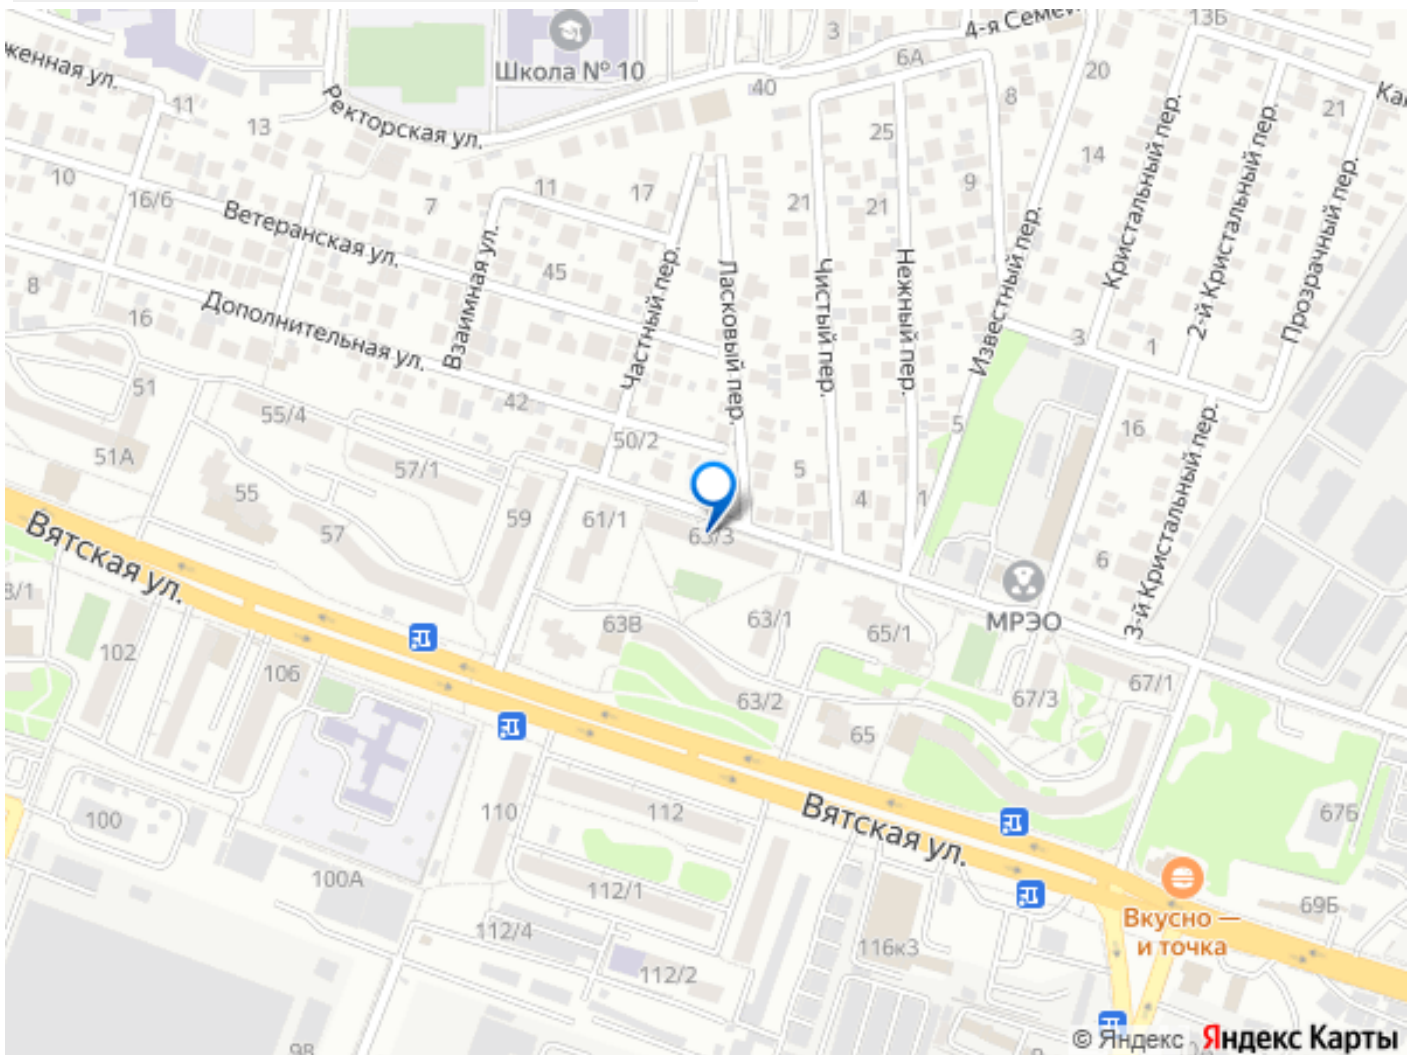 13Б
4-я Семей
3
6А
Школа № 10
20
40
8
женная ул.
11
21
Ректорская ул.
13
25
14
Кристальный пер.
2-й Кристальный пер.
Прозрачный пер.
10
16/6
11
17
9
7
21
21
Ветеранская ул.
Взаимная ул.
45
Частный пер.
Ласковый пер.
Чистый пер.
Нежный пер.
Известный пер.
8
Дополнительная ул.
16
3
1
51
55/4
42
50/2
5
16
3-й Кристальный пер.
51А
57/1
5
55
59
61/1
4
1
57
63/3
6
Вятская ул.
МРЭО
3/1
102
63В
63/1
65/1
106
63/2
67/3
67/1
65
100
110
112
Вятская ул.
67Б
100А
112/1
69Б
Вкусно —
и точка
112/4
116к3
112/2
98
© Яндекс Яндекс Карты